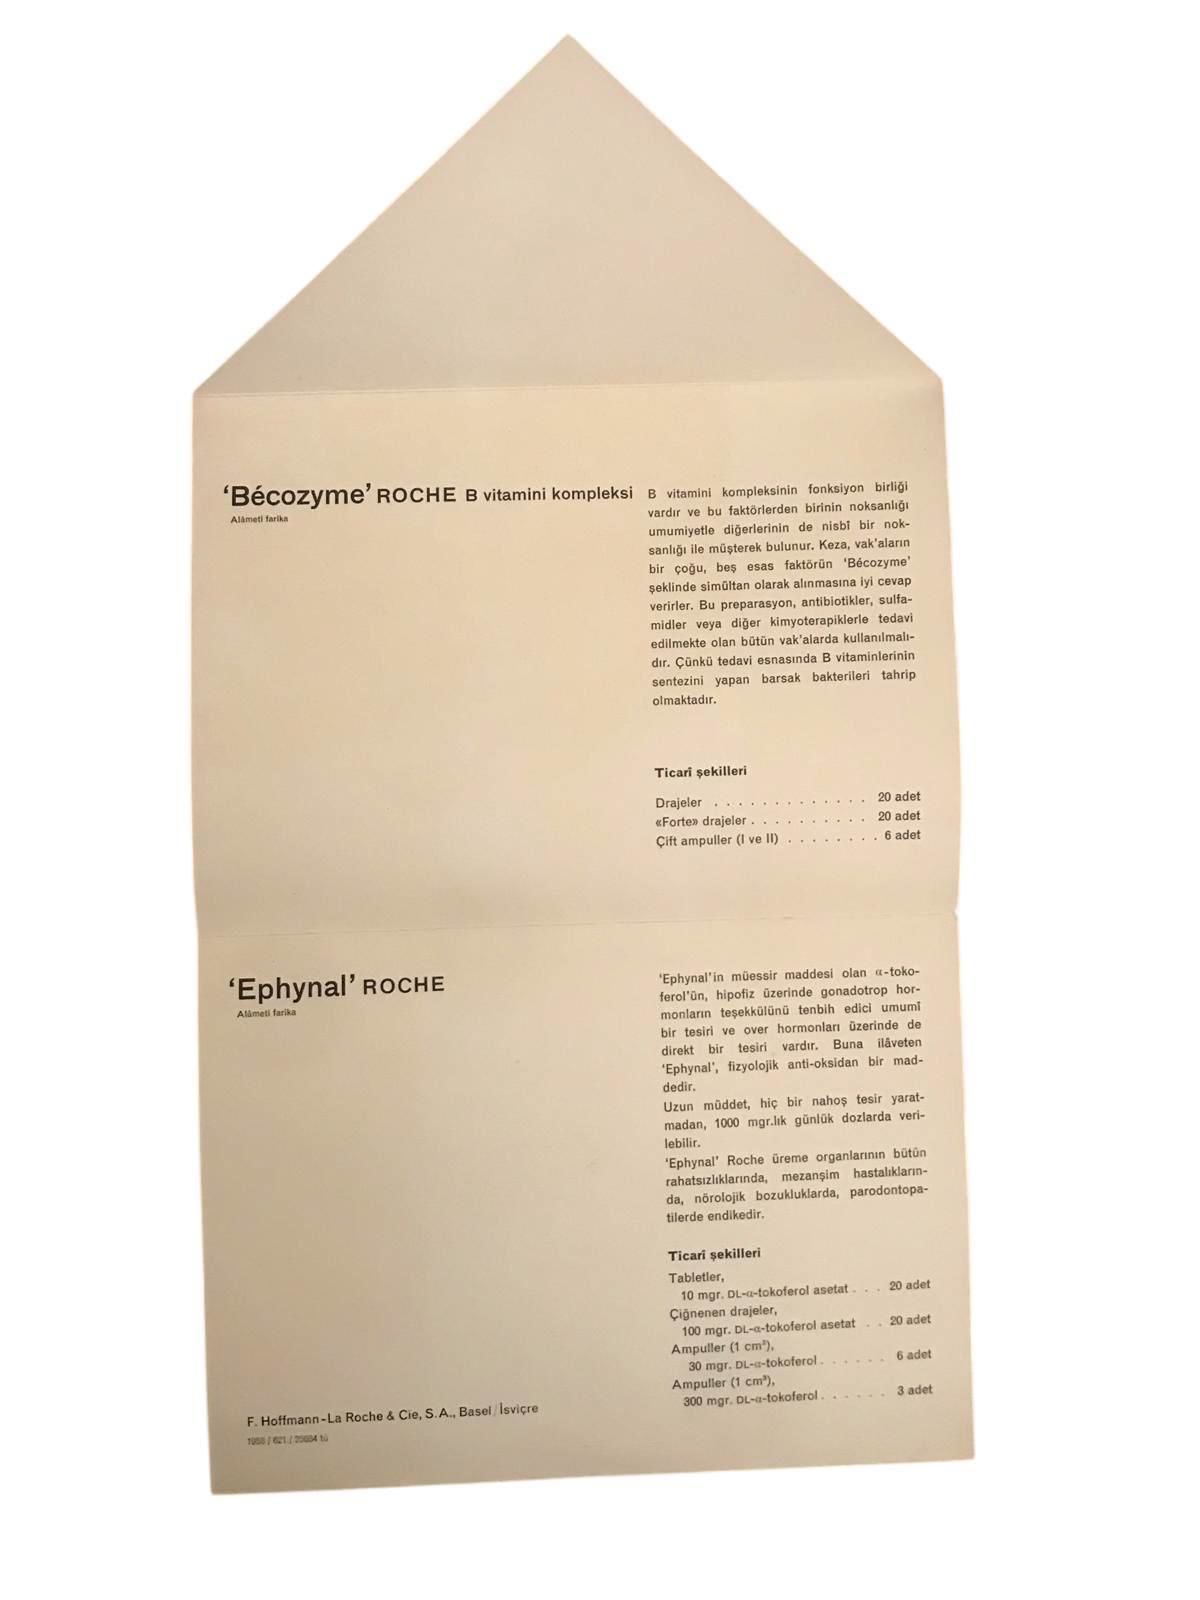 ‘Bécozyme’ ROCHE B vitamini kompleksi
Alâmeti farika
B vitamini kompleksinin fonksiyon birliği
vardır ve bu faktörlerden birinin noksanlığı
umumiyetle diğerlerinin de nisbî bir nok-
sanlığı ile müşterek bulunur. Keza, vak’aların
bir çoğu, beş esas faktörün ‘Bécozyme’
şeklinde simültan olarak alınmasına iyi cevap
verirler. Bu preparasyon, antibiotikler, sulfa-
midler veya diğer kimyoterapiklerle tedavi
edilmekte olan bütün vak’alarda kullanılmalı-
dır. Çünkü tedavi esnasında B vitaminlerinin
sentezini yapan barsak bakterileri tahrip
olmaktadır.
Ticarî şekilleri
Drajeler . . . . . . . . . . . . . 20 adet
«Forte» drajeler . . . . . . . . . . 20 adet
Çift ampuller (I ve II) . . . . . . . . 6 adet
‘Ephynal’ ROCHE
Alâmeti farika
‘Ephynal’in müessir maddesi olan α-toko-
ferol’ün, hipofiz üzerinde gonadotrop hor-
monların teşekkülünü tenbih edici umumî
bir tesiri ve over hormonları üzerinde de
direkt bir tesiri vardır. Buna ilâveten
‘Ephynal’, fizyolojik anti-oksidan bir mad-
dedir.
Uzun müddet, hiç bir nahoş tesir yarat-
madan, 1000 mgr.lık günlük dozlarda veri-
lebilir.
‘Ephynal’ Roche üreme organlarının bütün
rahatsızlıklarında, mezanşim hastalıkların-
da, nörolojik bozukluklarda, parodontopa-
tilerde endikedir.
Ticarî şekilleri
Tabletler,
10 mgr. DL-α-tokoferol asetat . . . 20 adet
Çiğnenen drajeler,
100 mgr. DL-α-tokoferol asetat . . 20 adet
Ampuller (1 cm³),
30 mgr. DL-α-tokoferol . . . . . . 6 adet
Ampuller (1 cm³),
300 mgr. DL-α-tokoferol . . . . . . 3 adet
F. Hoffmann-La Roche & Cie, S.A., Basel / İsviçre
1958 / 621 / 25684 tü